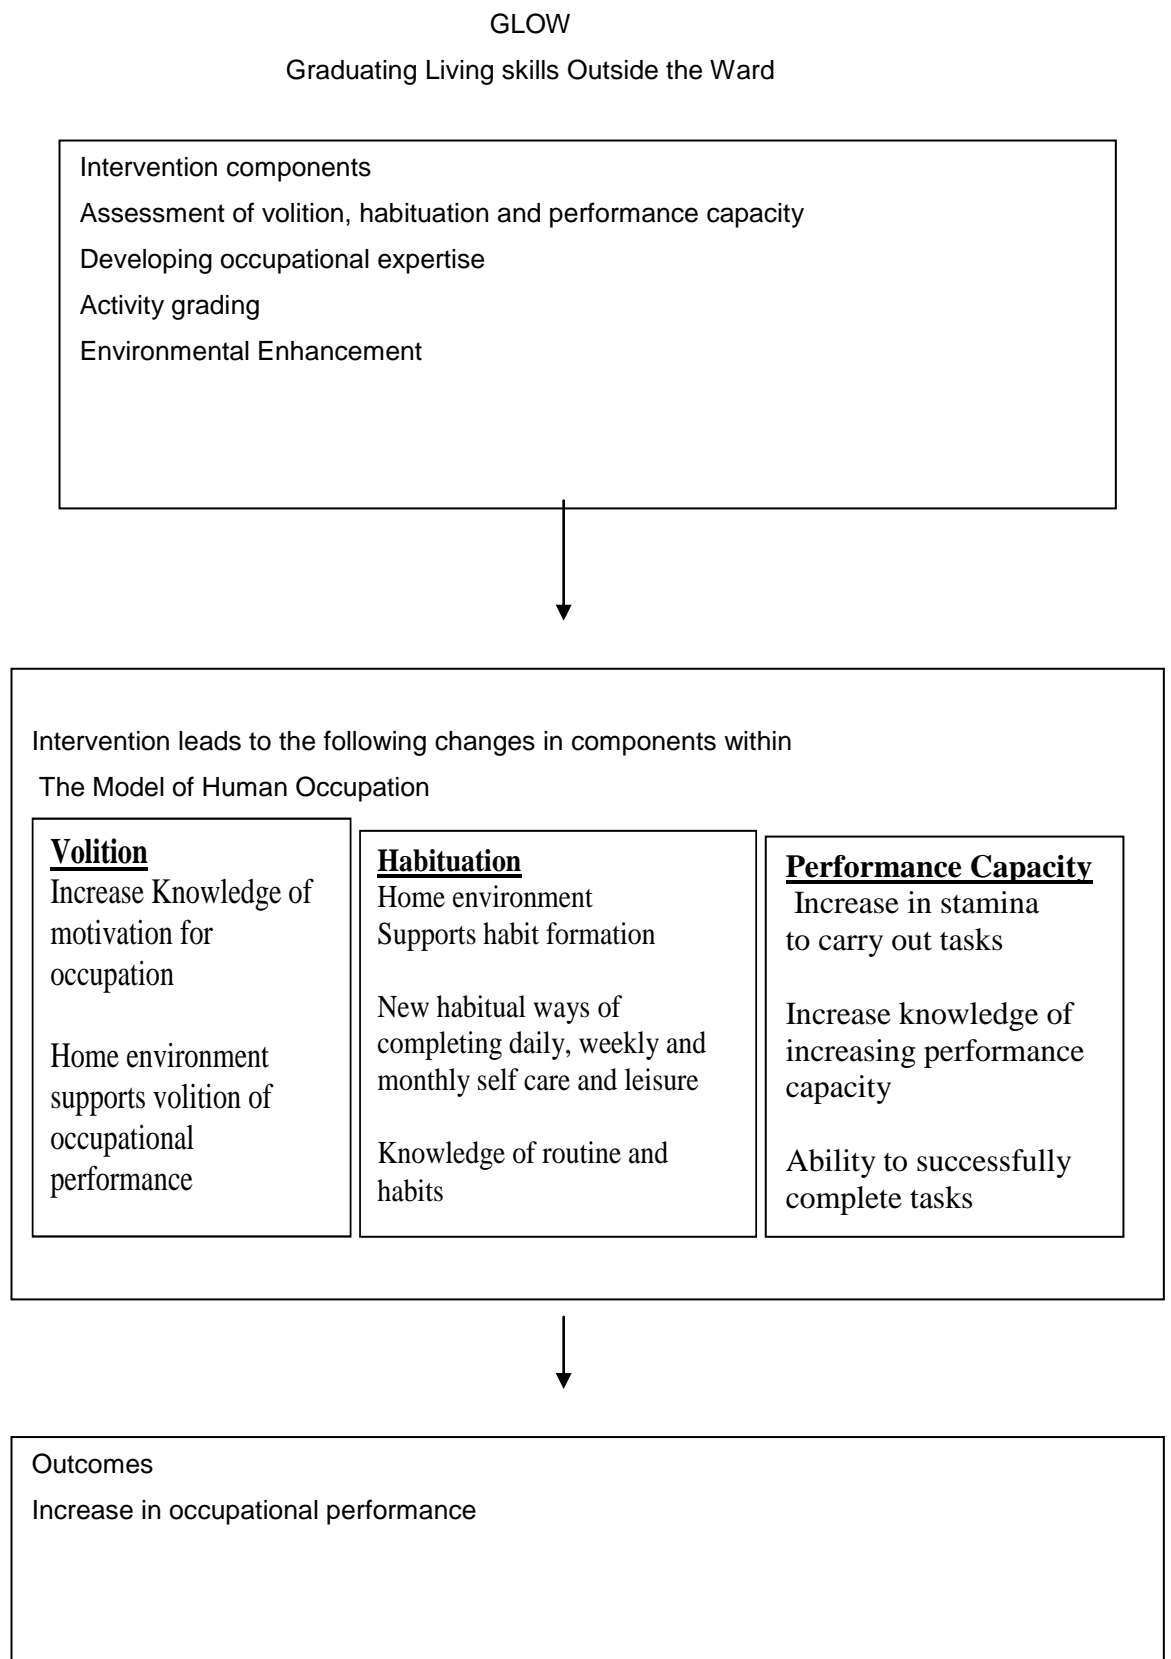 GLOW
Graduating Living skills Outside the Ward
Intervention components
Assessment of volition, habituation and performance capacity
Developing occupational expertise
Activity grading
Environmental Enhancement
Intervention leads to the following changes in components within
The Model of Human Occupation
Volition
Increase Knowledge of
motivation for
occupation
Home environment
supports volition of
occupational
performance
Habituation
Home environment
Supports habit formation
New habitual ways of
completing daily, weekly and
monthly self care and leisure
Knowledge of routine and
habits
Performance Capacity
Increase in stamina
to carry out tasks
Increase knowledge of
increasing performance
capacity
Ability to successfully
complete tasks
Outcomes
Increase in occupational performance